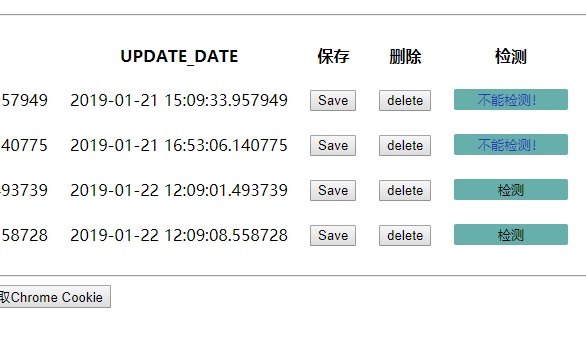 UPDATE_DATE 保存 删除 检测
57949 2019-01-21 15:09:33.957949 Save delete 不能检测!
40775 2019-01-21 16:53:06.140775 Save delete 不能检测!
493739 2019-01-22 12:09:01.493739 Save delete 检测
58728 2019-01-22 12:09:08.558728 Save delete 检测
取Chrome Cookie